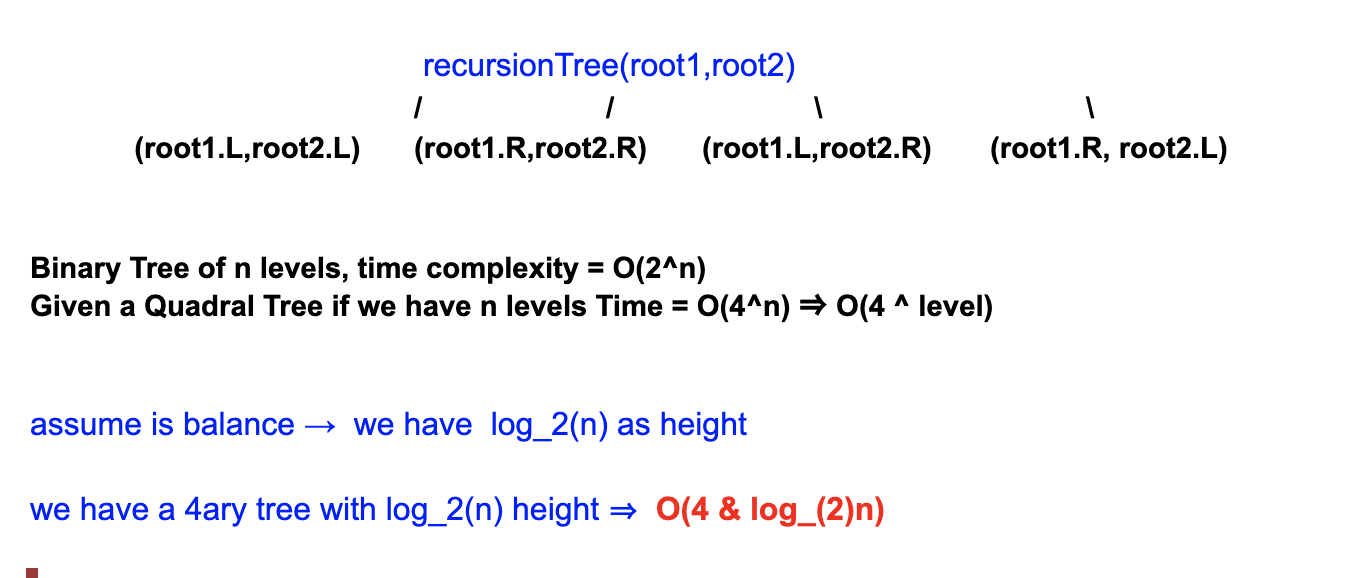 recursionTree(root1,root2)
/ / \ \
(root1.L,root2.L) (root1.R,root2.R) (root1.L,root2.R) (root1.R, root2.L)
Binary Tree of n levels, time complexity = O(2^n)
Given a Quadral Tree if we have n levels Time = O(4^n) ⇒ O(4 ^ level)
assume is balance → we have log_2(n) as height
we have a 4ary tree with log_2(n) height ⇒ O(4 & log_(2)n)